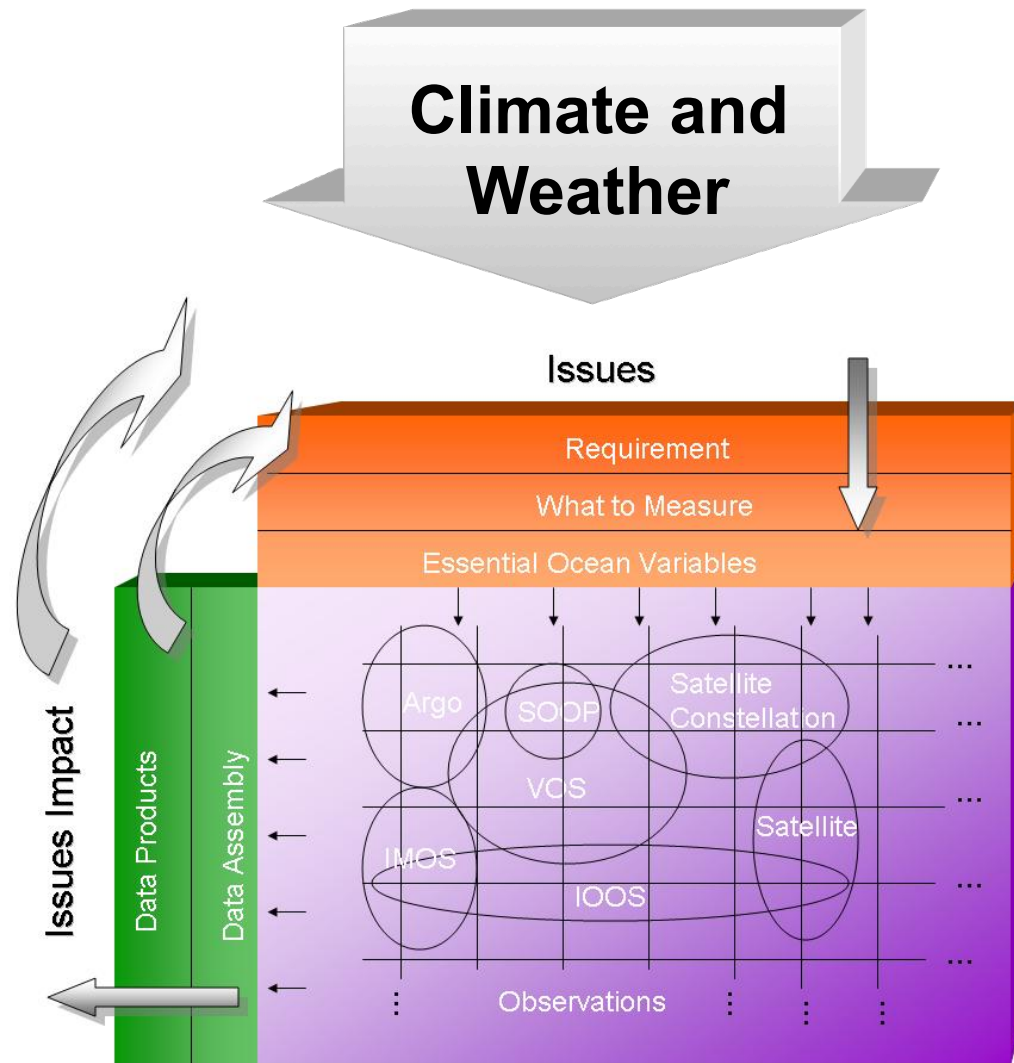 Climate and
Weather
Issues
Requirement
What to Measure
Essential Ocean Variables
Argo
SOOP
Satellite
Constellation
VOS
Satellite
IMOS
IOOS
Observations
Data Assembly
Data Products
Issues Impact